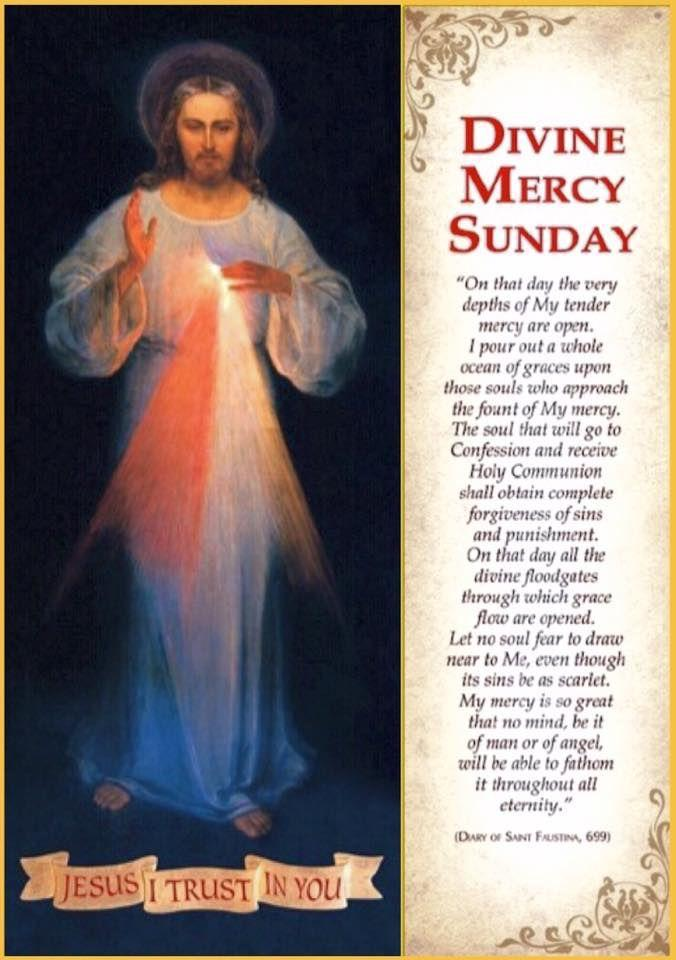 JESUS I TRUST IN YOU
DIVINE
MERCY
SUNDAY
“On that day the very
depths of My tender
mercy are open.
I pour out a whole
ocean of graces upon
those souls who approach
the fount of My mercy.
The soul that will go to
Confession and receive
Holy Communion
shall obtain complete
forgiveness of sins
and punishment.
On that day all the
divine floodgates
through which grace
flow are opened.
Let no soul fear to draw
near to Me, even though
its sins be as scarlet.
My mercy is so great
that no mind, be it
of man or of angel,
will be able to fathom
it throughout all
eternity.”
(DIARY OF SAINT FAUSTINA, 699)